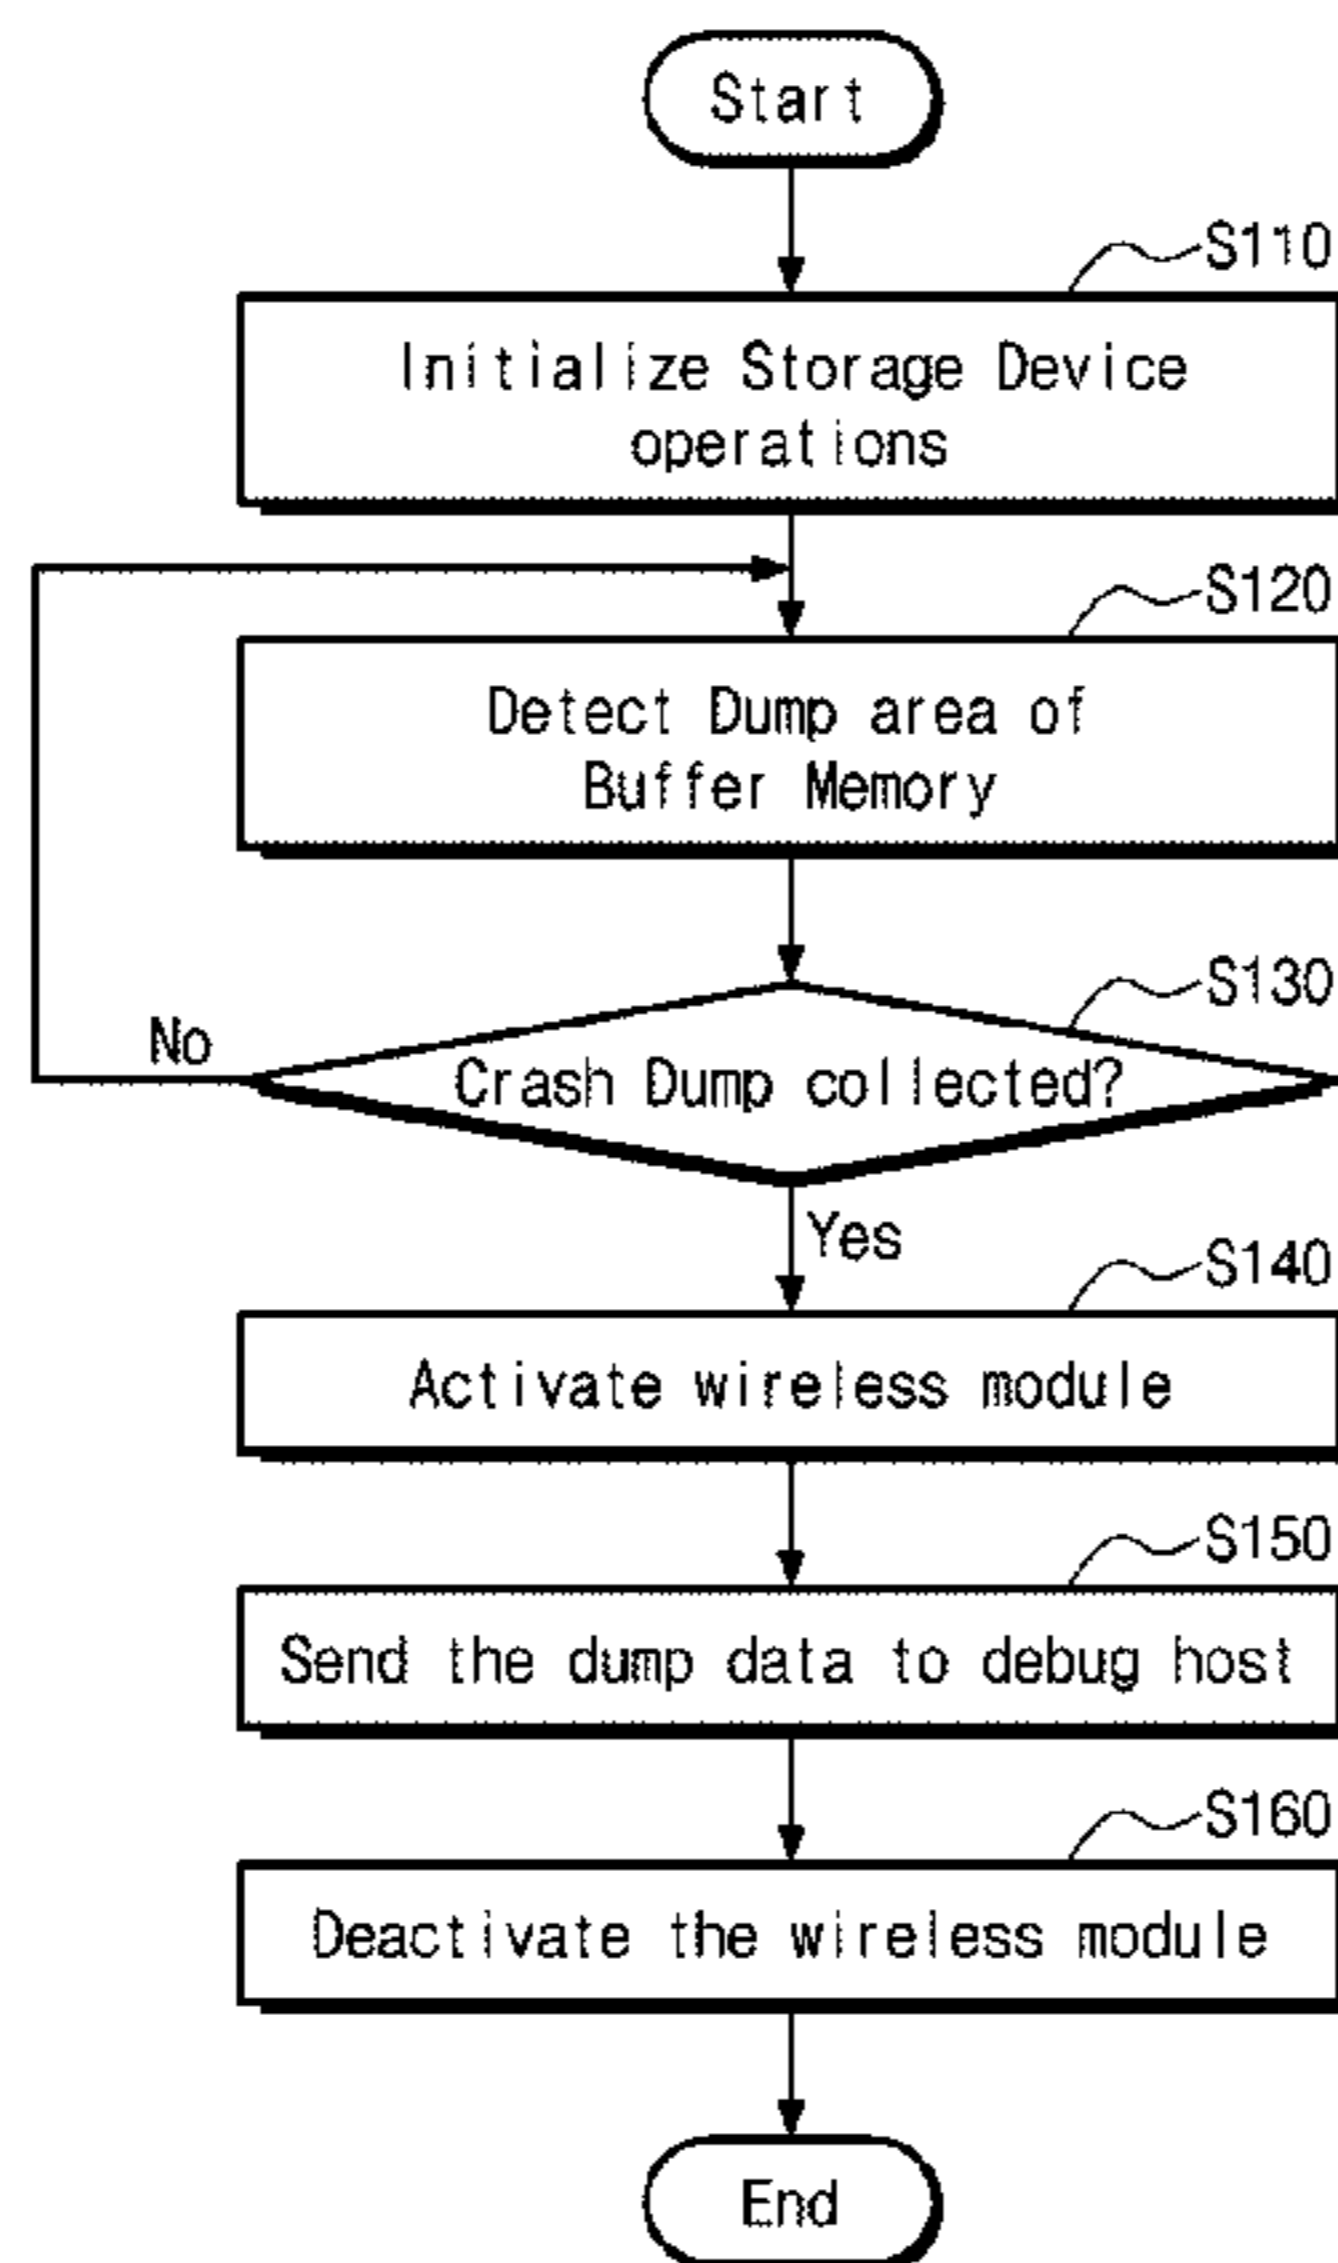 Start
S110
Initialize Storage Device
operations
S120
Detect Dump area of
Buffer Memory
S130
No
Crash Dump collected?
Yes
S140
Activate wireless module
S150
Send the dump data to debug host
S160
Deactivate the wireless module
End